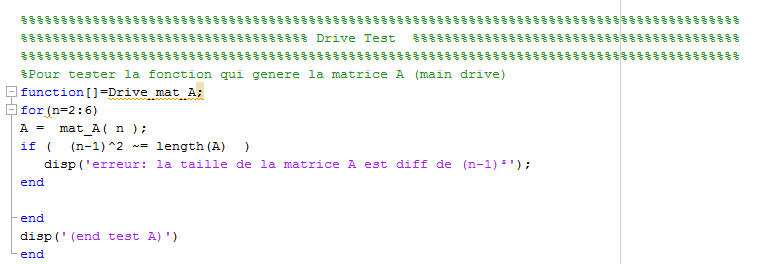 %%%%%%%%%%%%%%%%%%%%%%%%%%%%%%%%%%%%%%%%%%%%%%%%%%%%%%%%%%%%%%%%%%%%%%%%%%%%%%%%%%%%%%%%%%%%
%%%%%%%%%%%%%%%%%%%%%%%%%%%%%%%%%%%% Drive Test  %%%%%%%%%%%%%%%%%%%%%%%%%%%%%%%%%%%%%%%%%
%%%%%%%%%%%%%%%%%%%%%%%%%%%%%%%%%%%%%%%%%%%%%%%%%%%%%%%%%%%%%%%%%%%%%%%%%%%%%%%%%%%%%%%%%%%%
%Pour tester la fonction qui genere la matrice A (main drive)
function[]=Drive_mat_A;
for(n=2:6)
A =  mat_A( n );
if (  (n-1)^2 ~= length(A)  )
   disp('erreur: la taille de la matrice A est diff de (n-1)²');
end
end
disp('(end test A)')
end